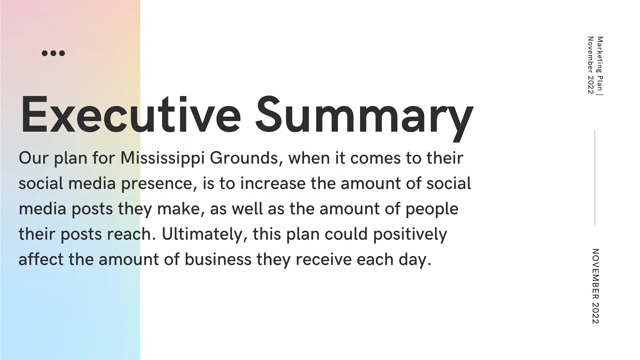 Executive Summary
Our plan for Mississippi Grounds, when it comes to their
social media presence, is to increase the amount of social
media posts they make, as well as the amount of people
their posts reach. Ultimately, this plan could positively
affect the amount of business they receive each day.
Marketing Plan |
November 2022
NOVEMBER 2022